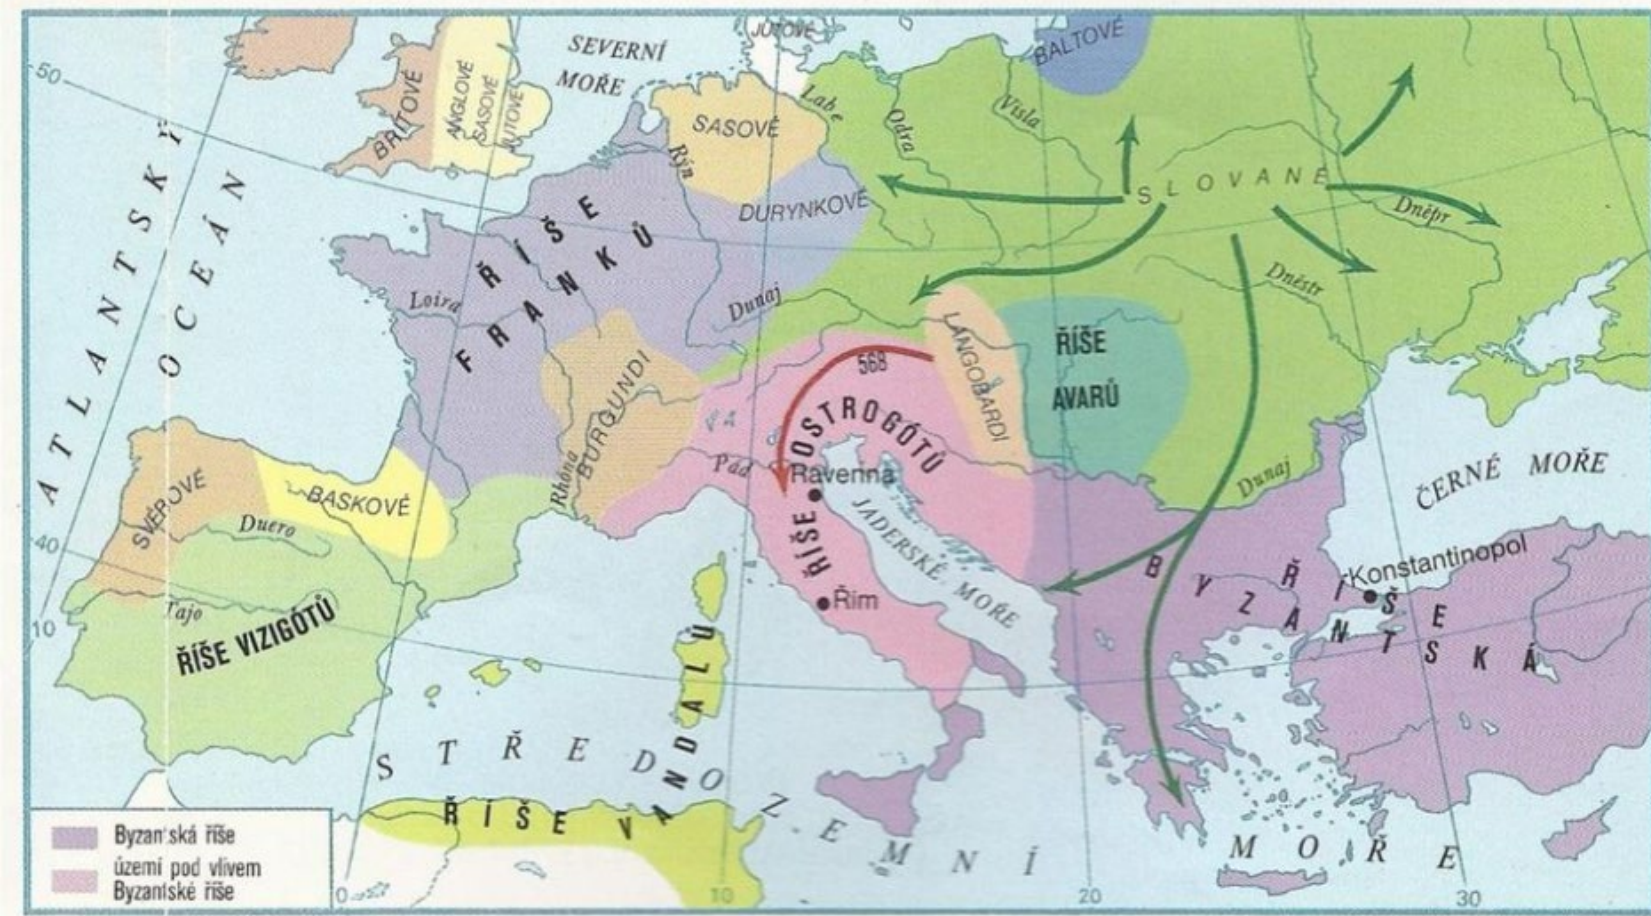 JÚTOVÉ
SEVERNÍ
MOŘE
BALTOVÉ
50
BRITOVÉ
ANGLOVÉ
SASOVÉ
JUTOVÉ
SASOVÉ
Labe
Odra
Visla
Rýn
ATLANTSKÝ
OCEÁN
DURYNKOVÉ
SLOVANÉ
Dněpr
ŘÍŠE
FRANKŮ
Loira
Dunaj
Dněstr
LANGOBARDI
ŘÍŠE
AVARŮ
568
BURGUNDI
ŘÍŠE OSTROGÓTŮ
Pád
Ravenna
Rhôna
Dunaj
ČERNÉ MOŘE
SVÉBOVÉ
BASKOVÉ
Duero
JADERSKÉ MOŘE
40
Konstantinopol
BYZANTSKÁ
ŘÍŠE
Řím
Tajo
10
ŘÍŠE VIZIGÓTŮ
STŘEDOZEMNÍ
MOŘE
ŘÍŠE VANDALŮ
Byzantská říše
území pod vlivem
Byzantské říše
0
10
20
30